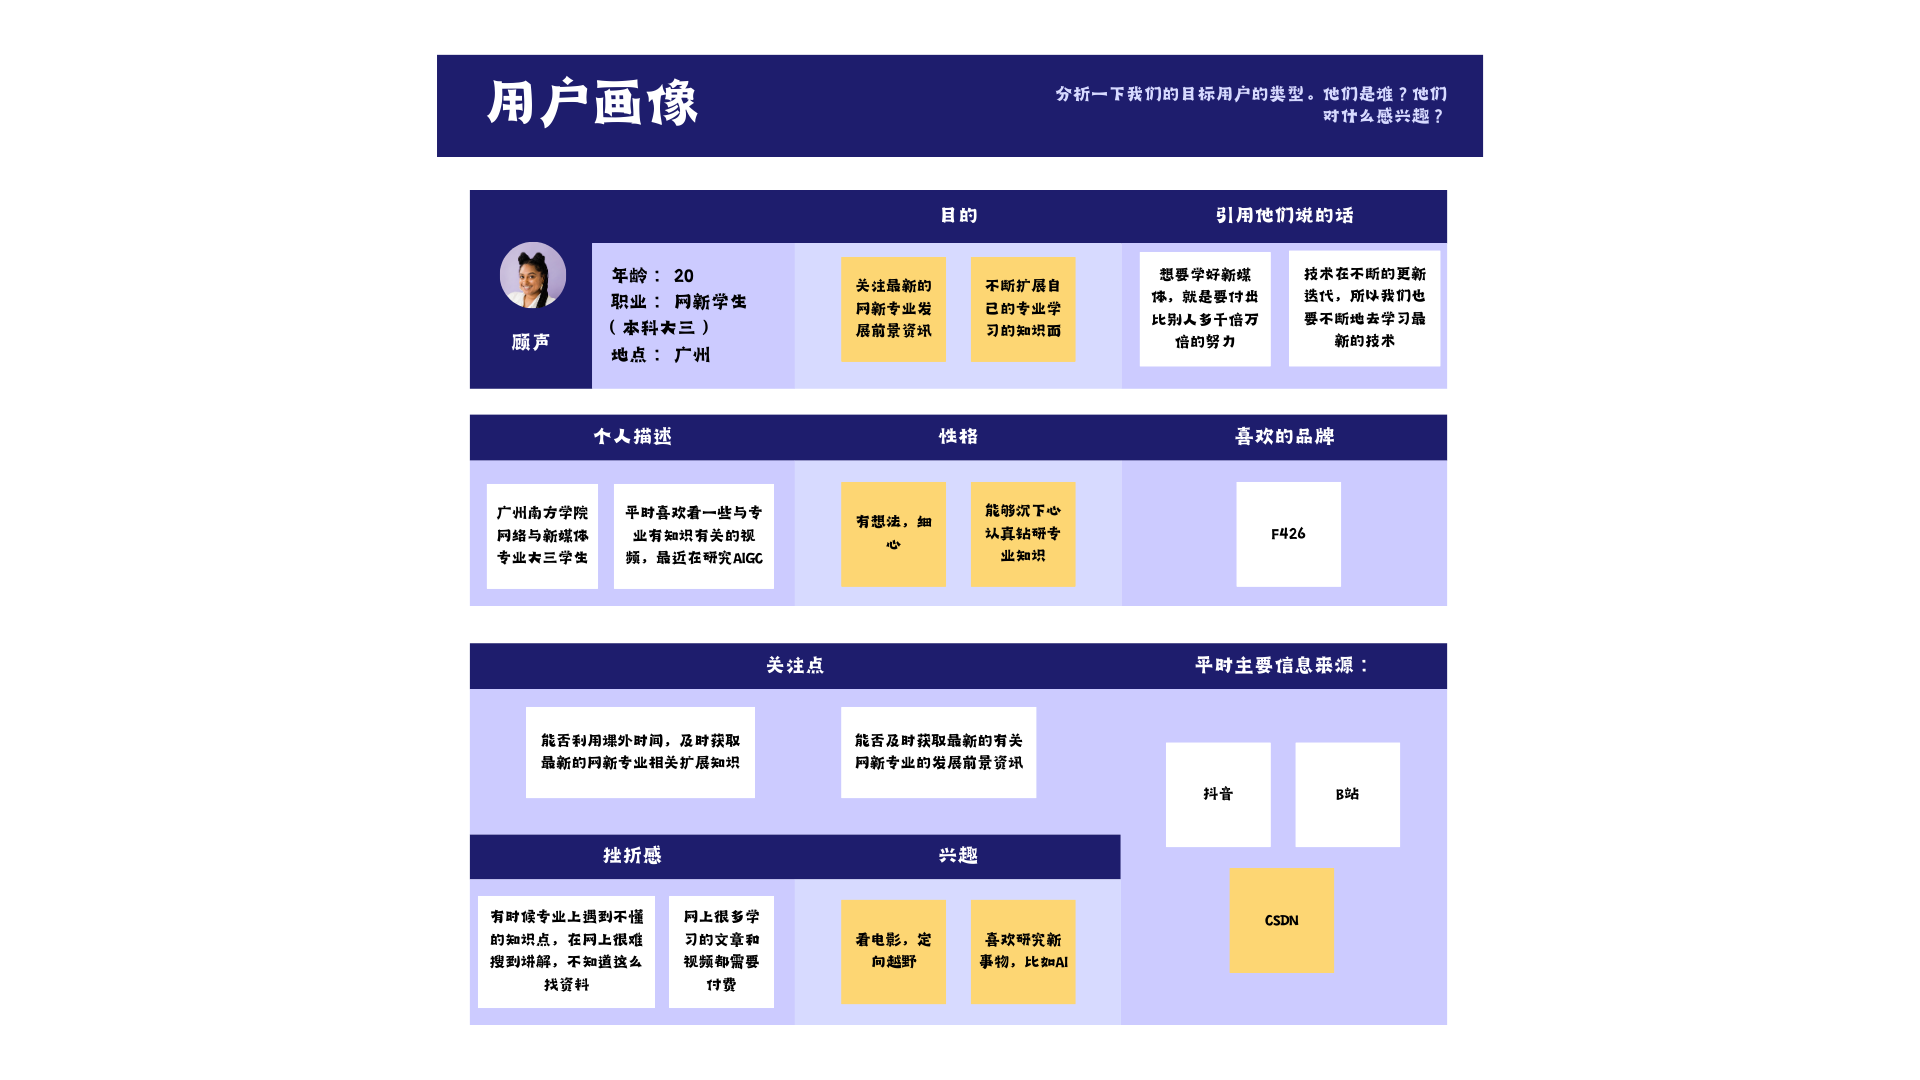 用户画像
分折一下我们的目标用户的类型。他们是谁？他们
对什么感兴趣？
顾声
年龄： 20
职业： 网新学生
（本科大三）
地点： 广州
目的
关注最新的
网新专业发
展前景资讯
不断扩展自
己的专业学
习的知识面
引用他们说的话
想要学好新媒
体，就是要付出
比别人多千倍万
倍的努力
技术在不断的更新
迭代，所以我们也
要不断地去学习最
新的技术
个人描述
广州南方学院
网络与新媒体
专业大三学生
平时喜欢看一些与专
业有知识有关的视
频，最近在研究AIGC
性格
有想法，细
心
能够沉下心
认真钻研专
业知识
喜欢的品牌
F426
关注点
能否利用课外时间，及时获取
最新的网新专业相关扩展知识
能否及时获取最新的有关
网新专业的发展前景资讯
平时主要信息来源：
抖音
B站
CSDN
挫折感
有时候专业上遇到不懂
的知识点，在网上很难
搜到讲解，不知道这么
找资料
网上很多学
习的文章和
视频都需要
付费
兴趣
看电影，定
向越野
喜欢研究新
事物，比如AI